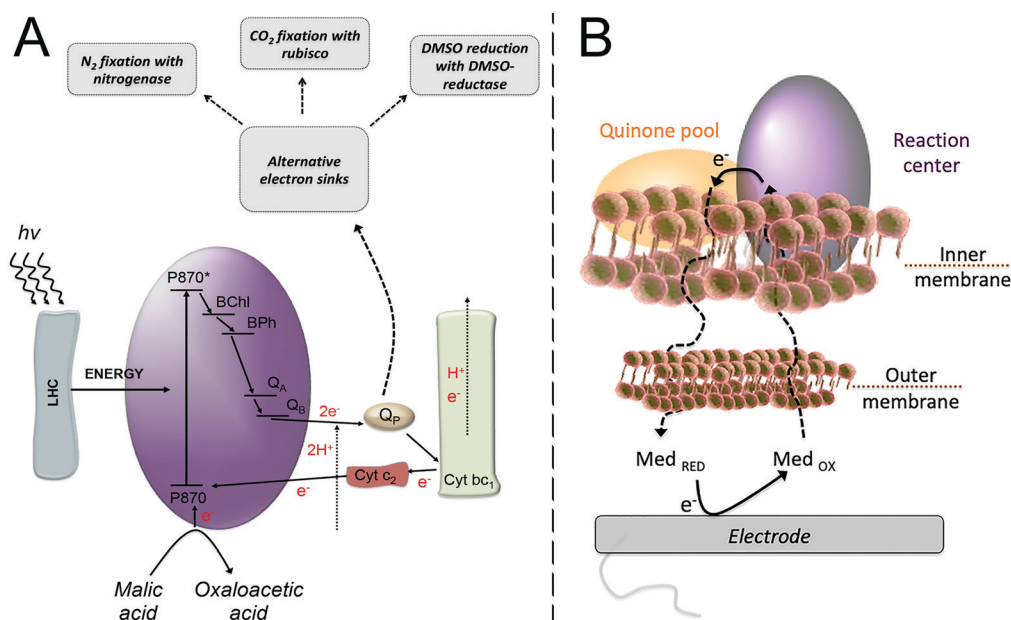 A
N2 fixation with
nitrogenase
CO2 fixation with
rubisco
DMSO reduction
with DMSO-
reductase
Alternative
electron sinks
hv
LHC
ENERGY
P870*
BChl
BPh
QA
QB
2e-
2H+
QP
H+
e-
Cyt bc1
e-
Cyt c2
e-
P870
e-
Malic
acid
Oxaloacetic
acid
B
Quinone pool
e-
Reaction
center
Inner
membrane
Outer
membrane
Med RED
Med OX
e-
Electrode